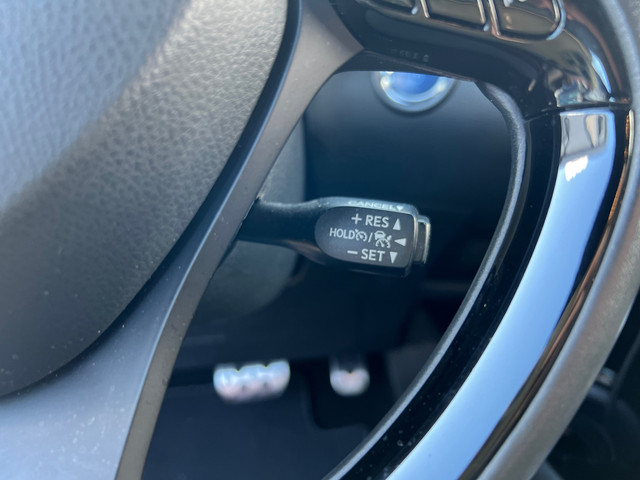 CANCEL
+ RES ▲
HOLD / ◄
− SET ▼